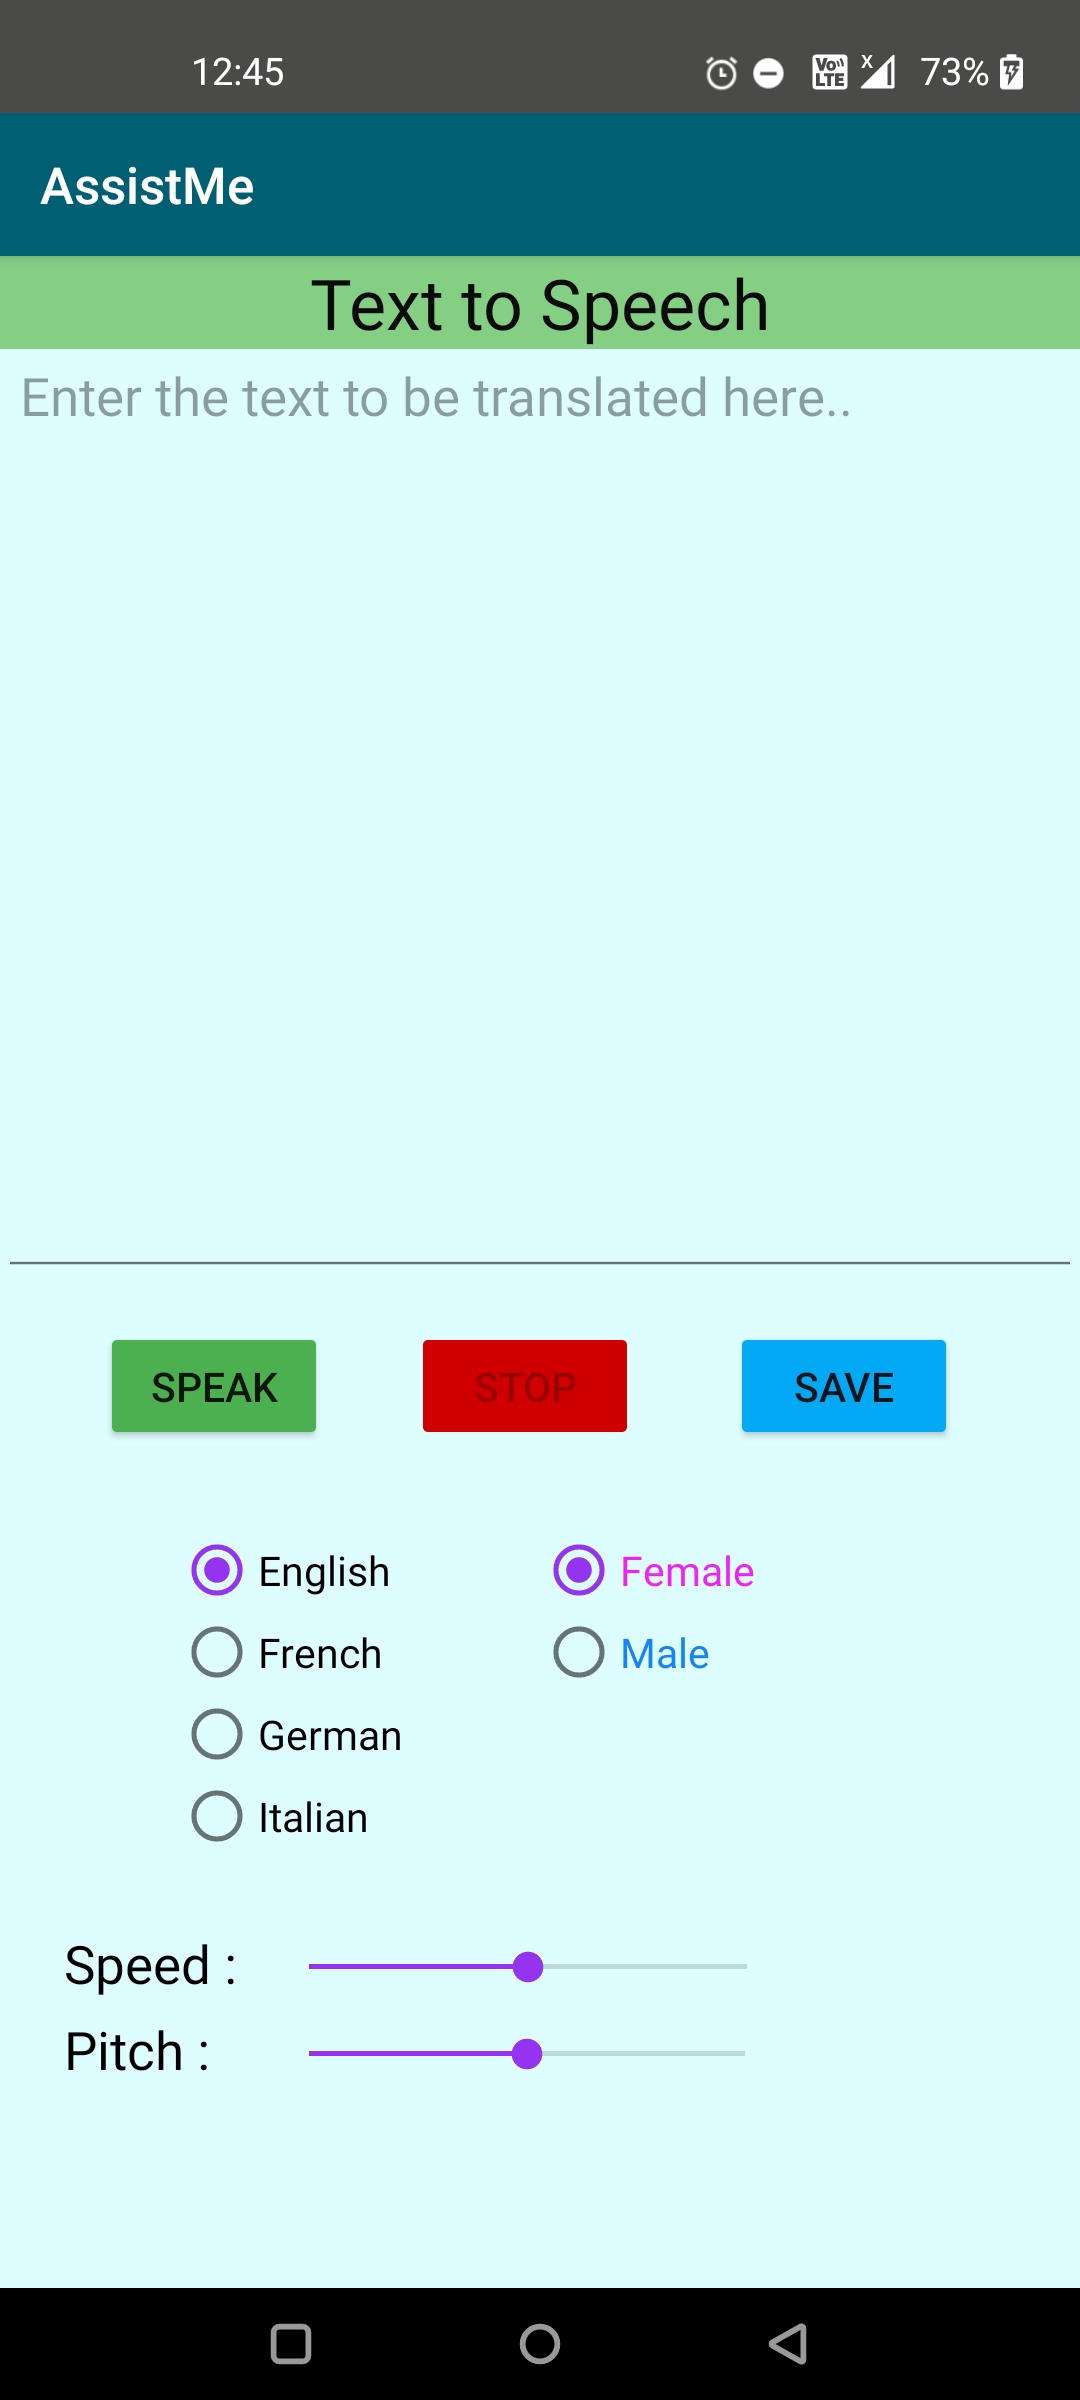 12:45 Vo LTE x 73%
AssistMe
Text to Speech
Enter the text to be translated here..
SPEAK STOP SAVE
English Female
French Male
German
Italian
Speed :
Pitch :